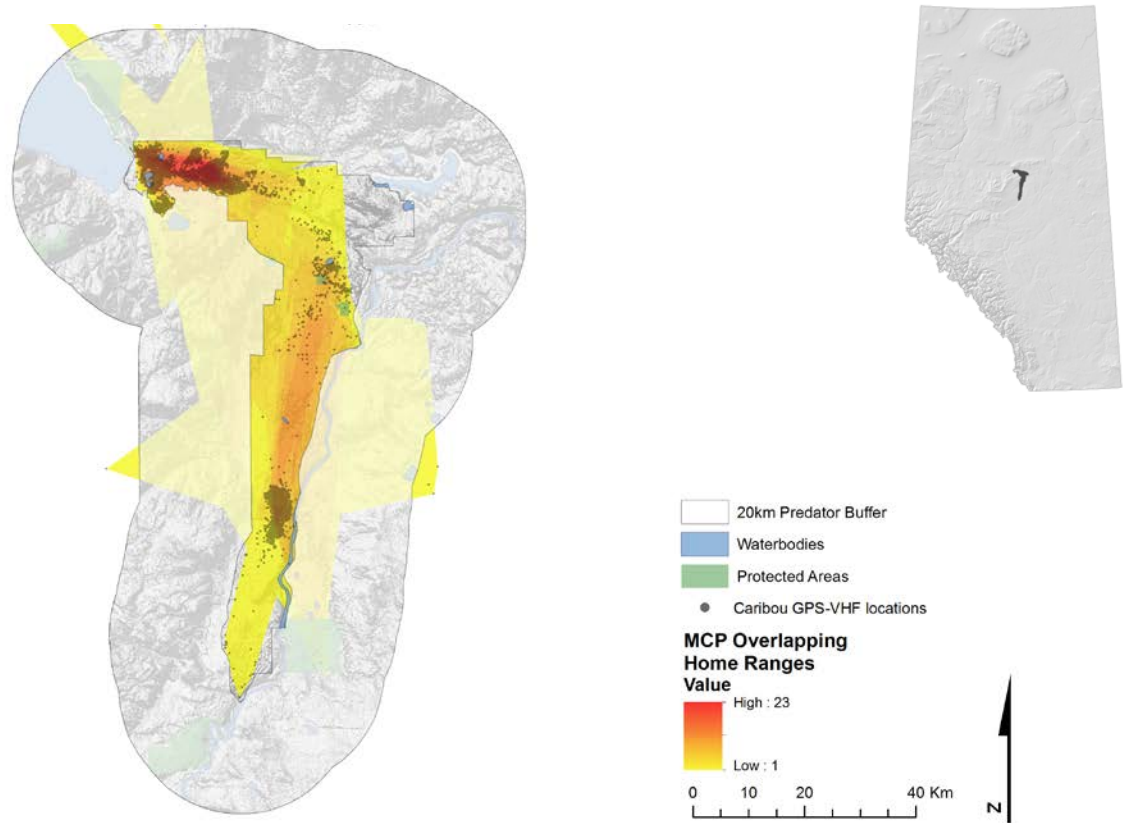 20km Predator Buffer
Waterbodies
Protected Areas
Caribou GPS-VHF locations
MCP Overlapping
Home Ranges
Value
High : 23
Low : 1
0 10 20 40 Km
N